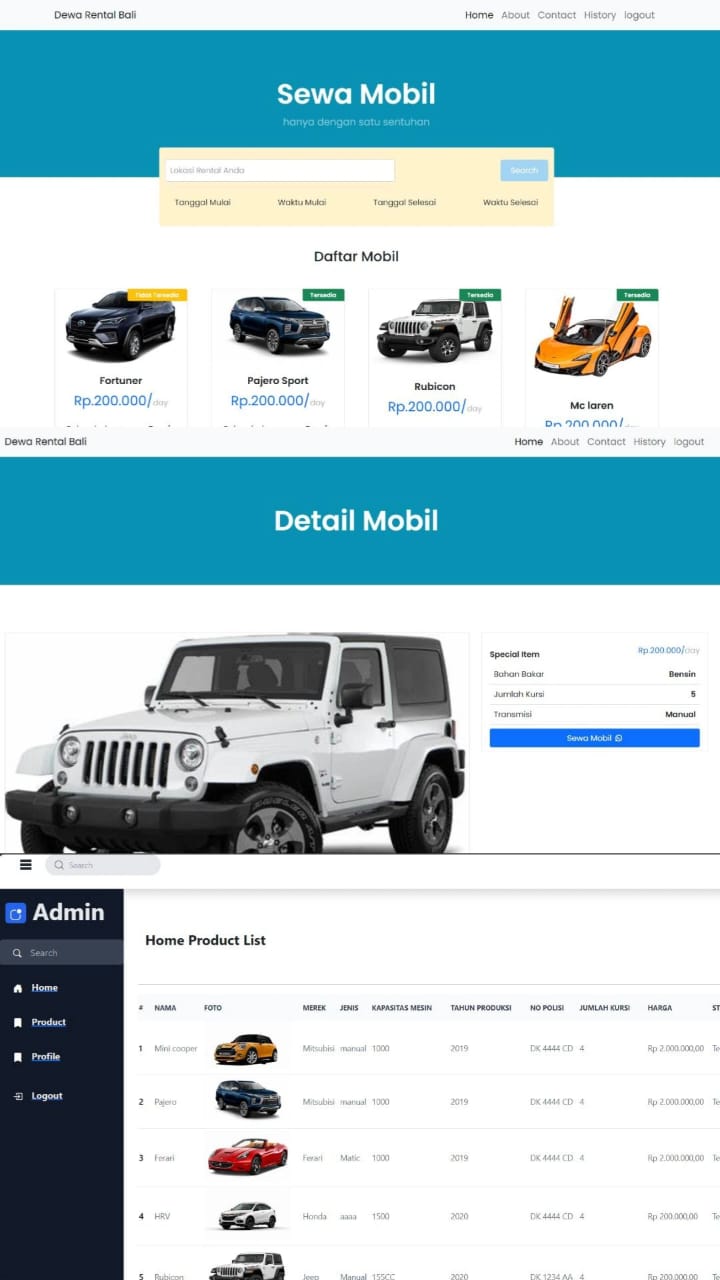 Dewa Rental Bali Home About Contact History logout
Sewa Mobil
hanya dengan satu sentuhan
Lokasi Rental Anda Search
Tanggal Mulai Waktu Mulai Tanggal Selesai Waktu Selesai
Daftar Mobil
Tidak Tersedia Tersedia Tersedia Tersedia
Fortuner Pajero Sport Rubicon Mc laren
Rp.200.000/day Rp.200.000/day Rp.200.000/day Rp.200.000/day
Dewa Rental Bali Home About Contact History logout
Detail Mobil
Special Item Rp.200.000/day
Bahan Bakar Bensin
Jumlah Kursi 5
Transmisi Manual
Sewa Mobil
Search
Admin
Search
Home
Product
Profile
Logout
Home Product List
# NAMA FOTO MEREK JENIS KAPASITAS MESIN TAHUN PRODUKSI NO POLISI JUMLAH KURSI HARGA ST
1 Mini cooper Mitsubisi manual 1000 2019 DK 4444 CD 4 Rp 2.000.000,00 Te
2 Pajero Mitsubisi manual 1000 2019 DK 4444 CD 4 Rp 2.000.000,00 Te
3 Ferari Ferari Matic 1000 2019 DK 4444 CD 4 Rp 2.000.000,00 Te
4 HRV Honda aaaa 1500 2020 DK 4444 CD 4 Rp 200.000,00 Te
5 Rubicon Jeep Manual 155CC 2020 DK 1234 AA 4 Rp 200.000,00 Te